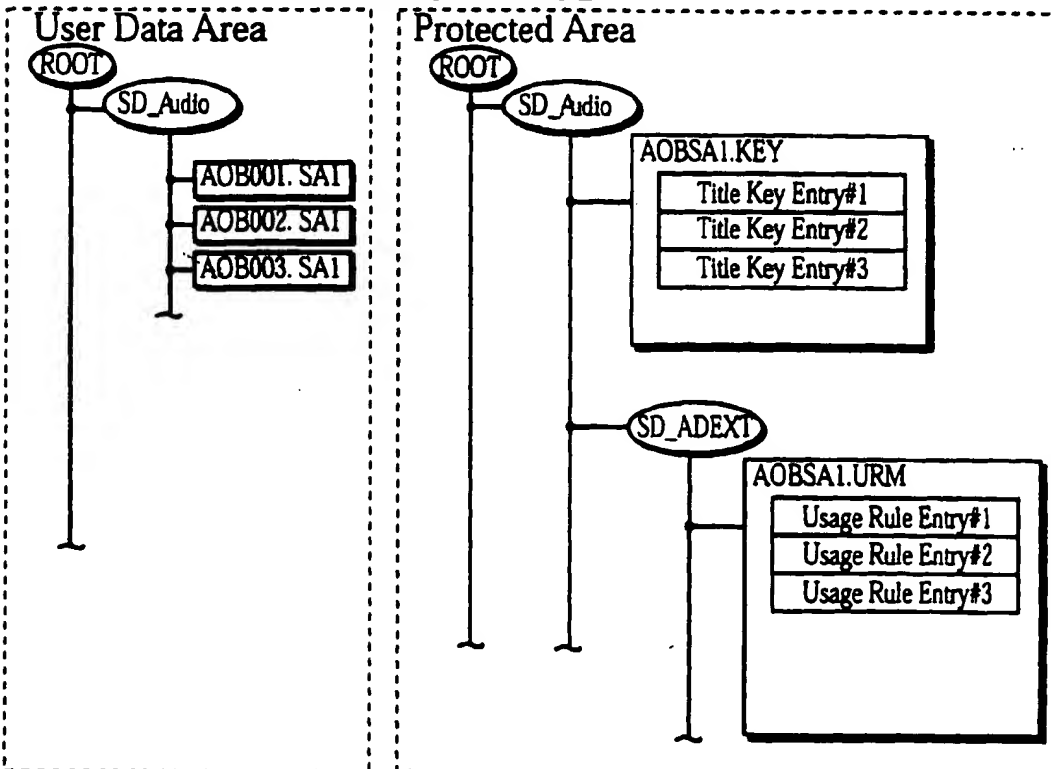 User Data Area
ROOT
SD_Audio
AOB001. SA1
AOB002. SA1
AOB003. SA1
Protected Area
ROOT
SD_Audio
AOBSA1.KEY
Title Key Entry#1
Title Key Entry#2
Title Key Entry#3
SD_ADEXT
AOBSA1.URM
Usage Rule Entry#1
Usage Rule Entry#2
Usage Rule Entry#3